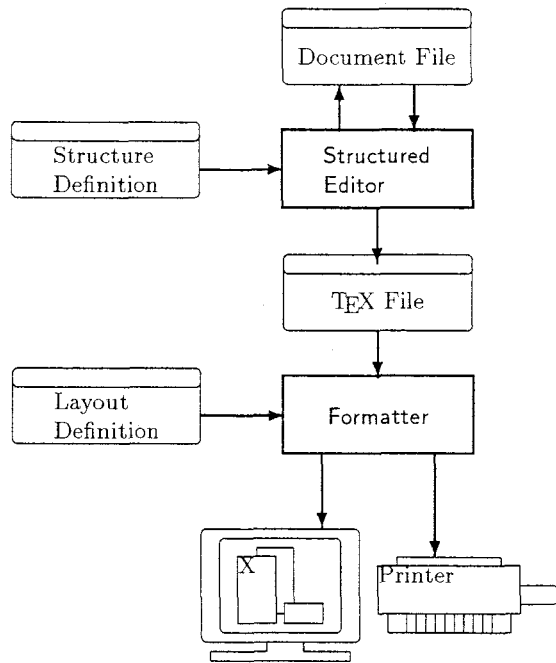 Document File
Structure
Definition
Structured
Editor
TEX File
Layout
Definition
Formatter
X
Printer